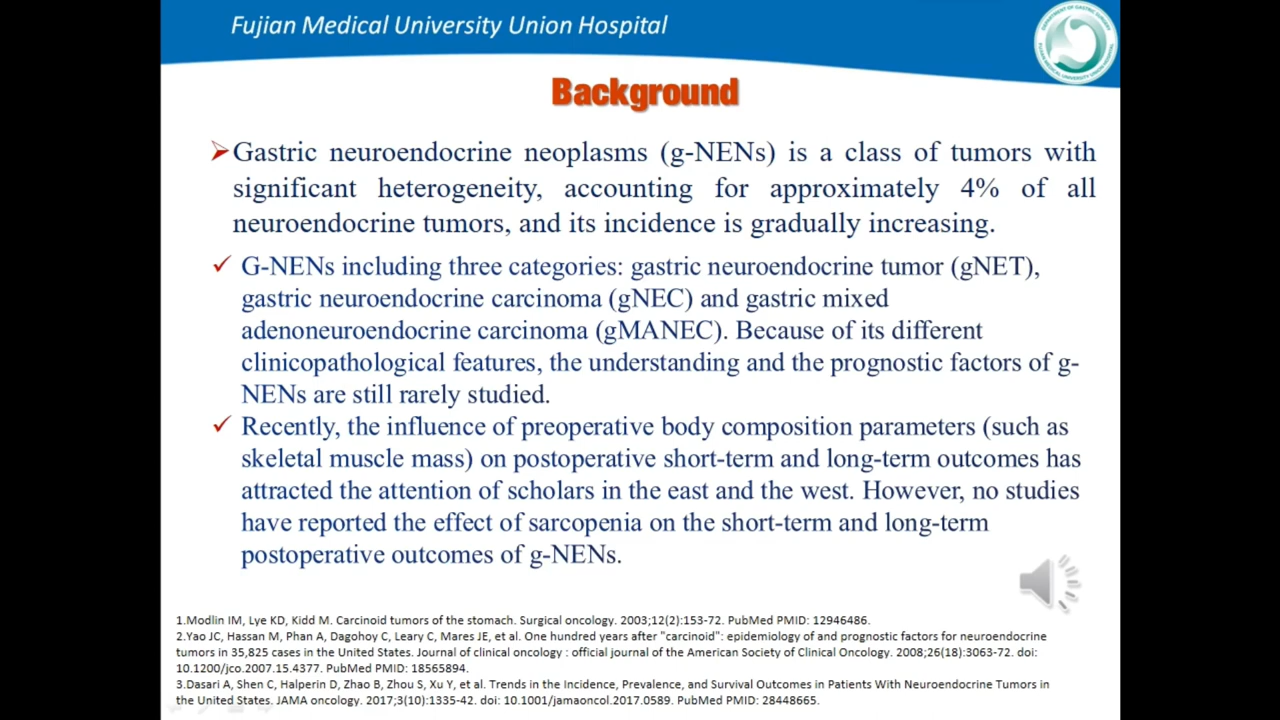 Fujian Medical University Union Hospital
Background
Gastric neuroendocrine neoplasms (g-NENs) is a class of tumors with
significant heterogeneity, accounting for approximately 4% of all
neuroendocrine tumors, and its incidence is gradually increasing.
G-NENs including three categories: gastric neuroendocrine tumor (gNET),
gastric neuroendocrine carcinoma (gNEC) and gastric mixed
adenoneuroendocrine carcinoma (gMANEC). Because of its different
clinicopathological features, the understanding and the prognostic factors of g-
NENs are still rarely studied.
Recently, the influence of preoperative body composition parameters (such as
skeletal muscle mass) on postoperative short-term and long-term outcomes has
attracted the attention of scholars in the east and the west. However, no studies
have reported the effect of sarcopenia on the short-term and long-term
postoperative outcomes of g-NENs.
1.Modlin IM, Lye KD, Kidd M. Carcinoid tumors of the stomach. Surgical oncology. 2003;12(2):153-72. PubMed PMID: 12946486.
2.Yao JC, Hassan M, Phan A, Dagohoy C, Leary C, Mares JE, et al. One hundred years after "carcinoid": epidemiology of and prognostic factors for neuroendocrine
tumors in 35,825 cases in the United States. Journal of clinical oncology : official journal of the American Society of Clinical Oncology. 2008;26(18):3063-72. doi:
10.1200/jco.2007.15.4377. PubMed PMID: 18565894.
3.Dasari A, Shen C, Halperin D, Zhao B, Zhou S, Xu Y, et al. Trends in the Incidence, Prevalence, and Survival Outcomes in Patients With Neuroendocrine Tumors in
the United States. JAMA oncology. 2017;3(10):1335-42. doi: 10.1001/jamaoncol.2017.0589. PubMed PMID: 28448665.